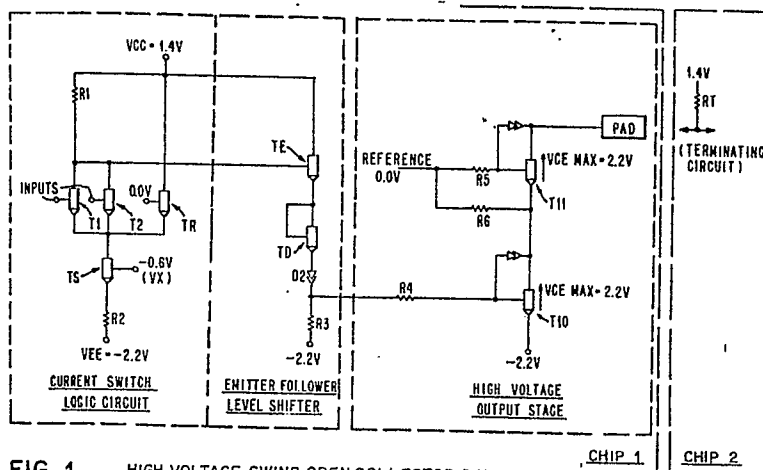 VCC = 1.4V
R1
TE
INPUTS
T1
T2
0.0V
TR
TS
-0.6V
(VX)
R2
VEE = -2.2V
CURRENT SWITCH
LOGIC CIRCUIT
TD
D2
R3
-2.2V
EMITTER FOLLOWER
LEVEL SHIFTER
REFERENCE
0.0V
R5
R6
R4
PAD
VCE MAX = 2.2V
T11
VCE MAX = 2.2V
T10
-2.2V
HIGH VOLTAGE
OUTPUT STAGE
CHIP 1
1.4V
RT
(TERMINATING
CIRCUIT)
CHIP 2
FIG. 1 HIGH VOLTAGE SWING OPEN COLLECTOR